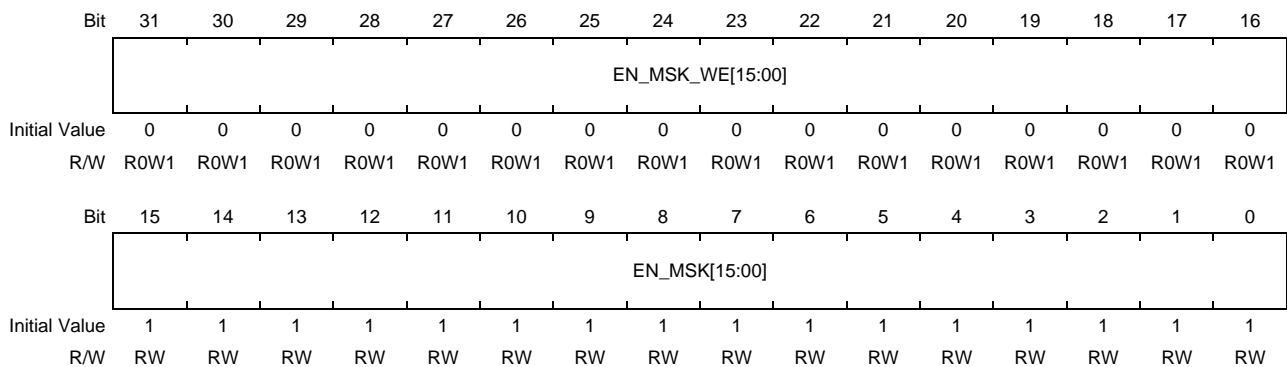 Bit 31 30 29 28 27 26 25 24 23 22 21 20 19 18 17 16
EN_MSK_WE[15:00]
Initial Value 0 0 0 0 0 0 0 0 0 0 0 0 0 0 0 0
R/W R0W1 R0W1 R0W1 R0W1 R0W1 R0W1 R0W1 R0W1 R0W1 R0W1 R0W1 R0W1 R0W1 R0W1 R0W1 R0W1
Bit 15 14 13 12 11 10 9 8 7 6 5 4 3 2 1 0
EN_MSK[15:00]
Initial Value 1 1 1 1 1 1 1 1 1 1 1 1 1 1 1 1
R/W RW RW RW RW RW RW RW RW RW RW RW RW RW RW RW RW